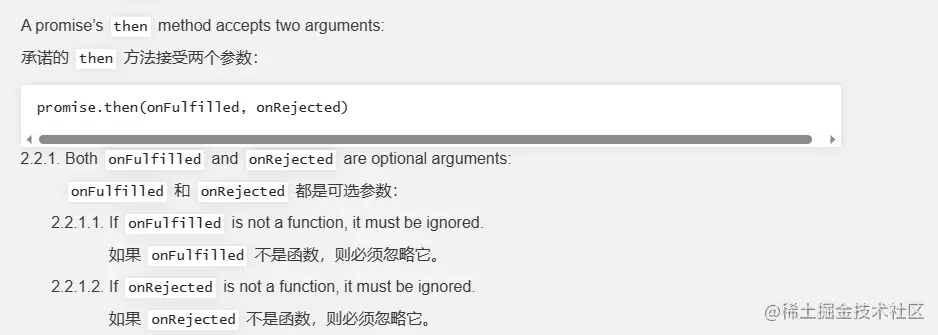 A promise’s then method accepts two arguments:
承诺的 then 方法接受两个参数：
promise.then(onFulfilled, onRejected)
2.2.1. Both onFulfilled and onRejected are optional arguments:
onFulfilled 和 onRejected 都是可选参数：
2.2.1.1. If onFulfilled is not a function, it must be ignored.
如果 onFulfilled 不是函数，则必须忽略它。
2.2.1.2. If onRejected is not a function, it must be ignored.
如果 onRejected 不是函数，则必须忽略它。
@稀土掘金技术社区